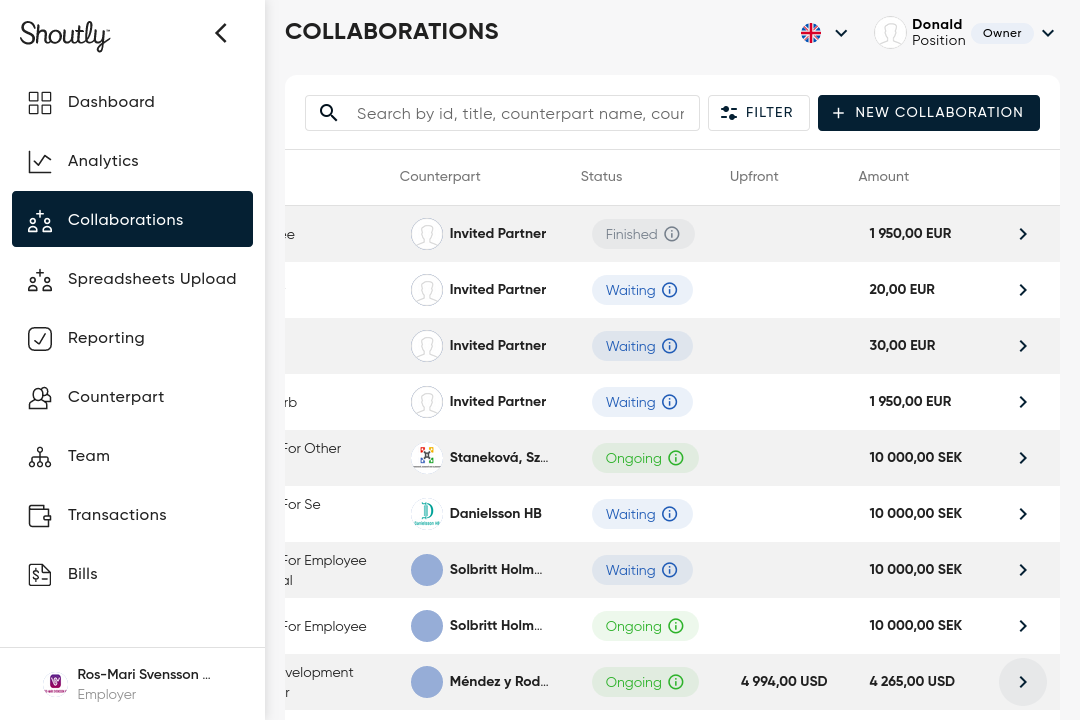 Shoutly
COLLABORATIONS
Donald
Position
Owner
Dashboard
Analytics
Collaborations
Spreadsheets Upload
Reporting
Counterpart
Team
Transactions
Bills
Ros-Mari Svensson ...
Employer
Search by id, title, counterpart name, cour
FILTER
+ NEW COLLABORATION
Counterpart Status Upfront Amount
ee Invited Partner Finished 1 950,00 EUR
Invited Partner Waiting 20,00 EUR
Invited Partner Waiting 30,00 EUR
rb Invited Partner Waiting 1 950,00 EUR
For Other
Staneková, Sz... Ongoing 10 000,00 SEK
For Se
Danielsson HB Waiting 10 000,00 SEK
For Employee
al
Solbritt Holm... Waiting 10 000,00 SEK
For Employee Solbritt Holm... Ongoing 10 000,00 SEK
velopment
r
Méndez y Rod... Ongoing 4 994,00 USD 4 265,00 USD